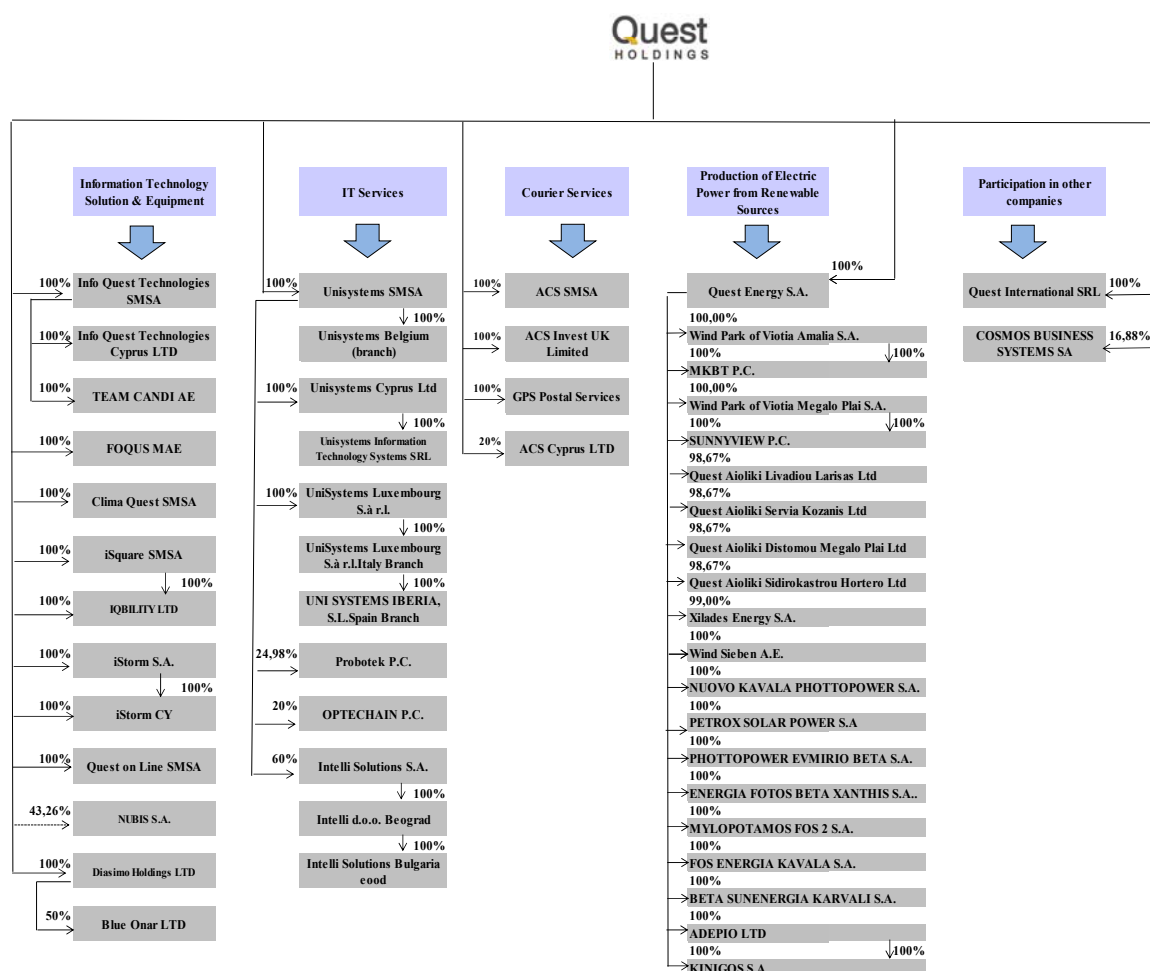 Quest
HOLDINGS
Information Technology
Solution & Equipment
100%
Info Quest Technologies
SMSA
100%
Info Quest Technologies
Cyprus LTD
100%
TEAM CANDI AE
100%
FOQUS MAE
100%
Clima Quest SMSA
100%
iSquare SMSA
100%
100%
IQBILITY LTD
100%
iStorm S.A.
100%
100%
iStorm CY
100%
Quest on Line SMSA
43,26%
NUBIS S.A.
100%
Diasimo Holdings LTD
50%
Blue Onar LTD
IT Services
100%
Unisystems SMSA
100%
Unisystems Belgium
(branch)
100%
Unisystems Cyprus Ltd
100%
Unisystems Information
Technology Systems SRL
100%
UniSystems Luxembourg
S.à r.l.
100%
UniSystems Luxembourg
S.à r.l.Italy Branch
100%
UNI SYSTEMS IBERIA,
S.L.Spain Branch
24,98%
Probotek P.C.
20%
OPTECHAIN P.C.
60%
Intelli Solutions S.A.
100%
Intelli d.o.o. Beograd
100%
Intelli Solutions Bulgaria
eood
Courier Services
100%
ACS SMSA
100%
ACS Invest UK
Limited
100%
GPS Postal Services
20%
ACS Cyprus LTD
Production of Electric
Power from Renewable
Sources
100%
Quest Energy S.A.
100,00%
Wind Park of Viotia Amalia S.A.
100%
100%
MKBT P.C.
100,00%
Wind Park of Viotia Megalo Plai S.A.
100%
100%
SUNNYVIEW P.C.
98,67%
Quest Aioliki Livadiou Larisas Ltd
98,67%
Quest Aioliki Servia Kozanis Ltd
98,67%
Quest Aioliki Distomou Megalo Plai Ltd
98,67%
Quest Aioliki Sidirokastrou Hortero Ltd
99,00%
Xilades Energy S.A.
100%
Wind Sieben A.E.
100%
NUOVO KAVALA PHOTTOPOWER S.A.
100%
PETROX SOLAR POWER S.A
100%
PHOTTOPOWER EVMIRIO BETA S.A.
100%
ENERGIA FOTOS BETA XANTHIS S.A..
100%
MYLOPOTAMOS FOS 2 S.A.
100%
FOS ENERGIA KAVALA S.A.
100%
BETA SUNENERGIA KARVALI S.A.
100%
ADEPIO LTD
100%
100%
KINIGOS S.A.
Participation in other
companies
Quest International SRL
100%
COSMOS BUSINESS
SYSTEMS SA
16,88%